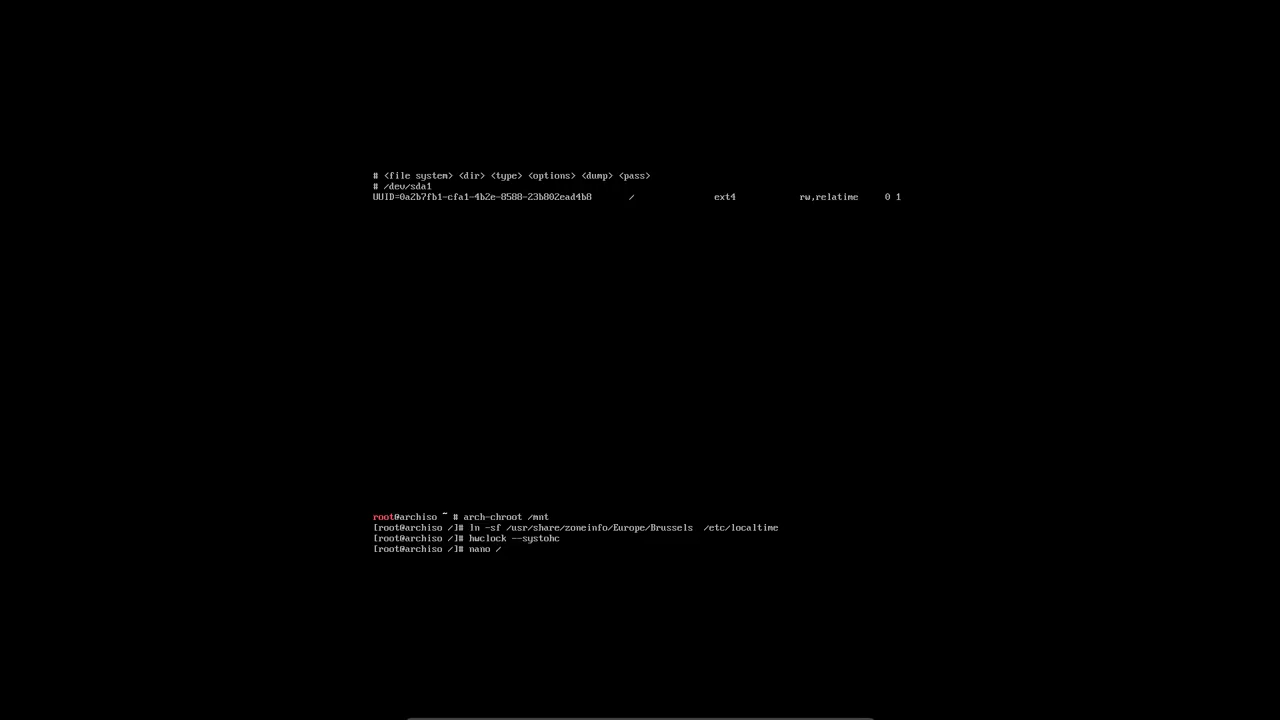 # <file system> <dir> <type> <options> <dump> <pass>
# /dev/sda1
UUID=0a2b7fb1-cfa1-4b2e-8588-23b802ead4b8 / ext4 rw,relatime 0 1
root@archiso ~ # arch-chroot /mnt
[root@archiso /]# ln -sf /usr/share/zoneinfo/Europe/Brussels /etc/localtime
[root@archiso /]# hwclock --systohc
[root@archiso /]# nano /